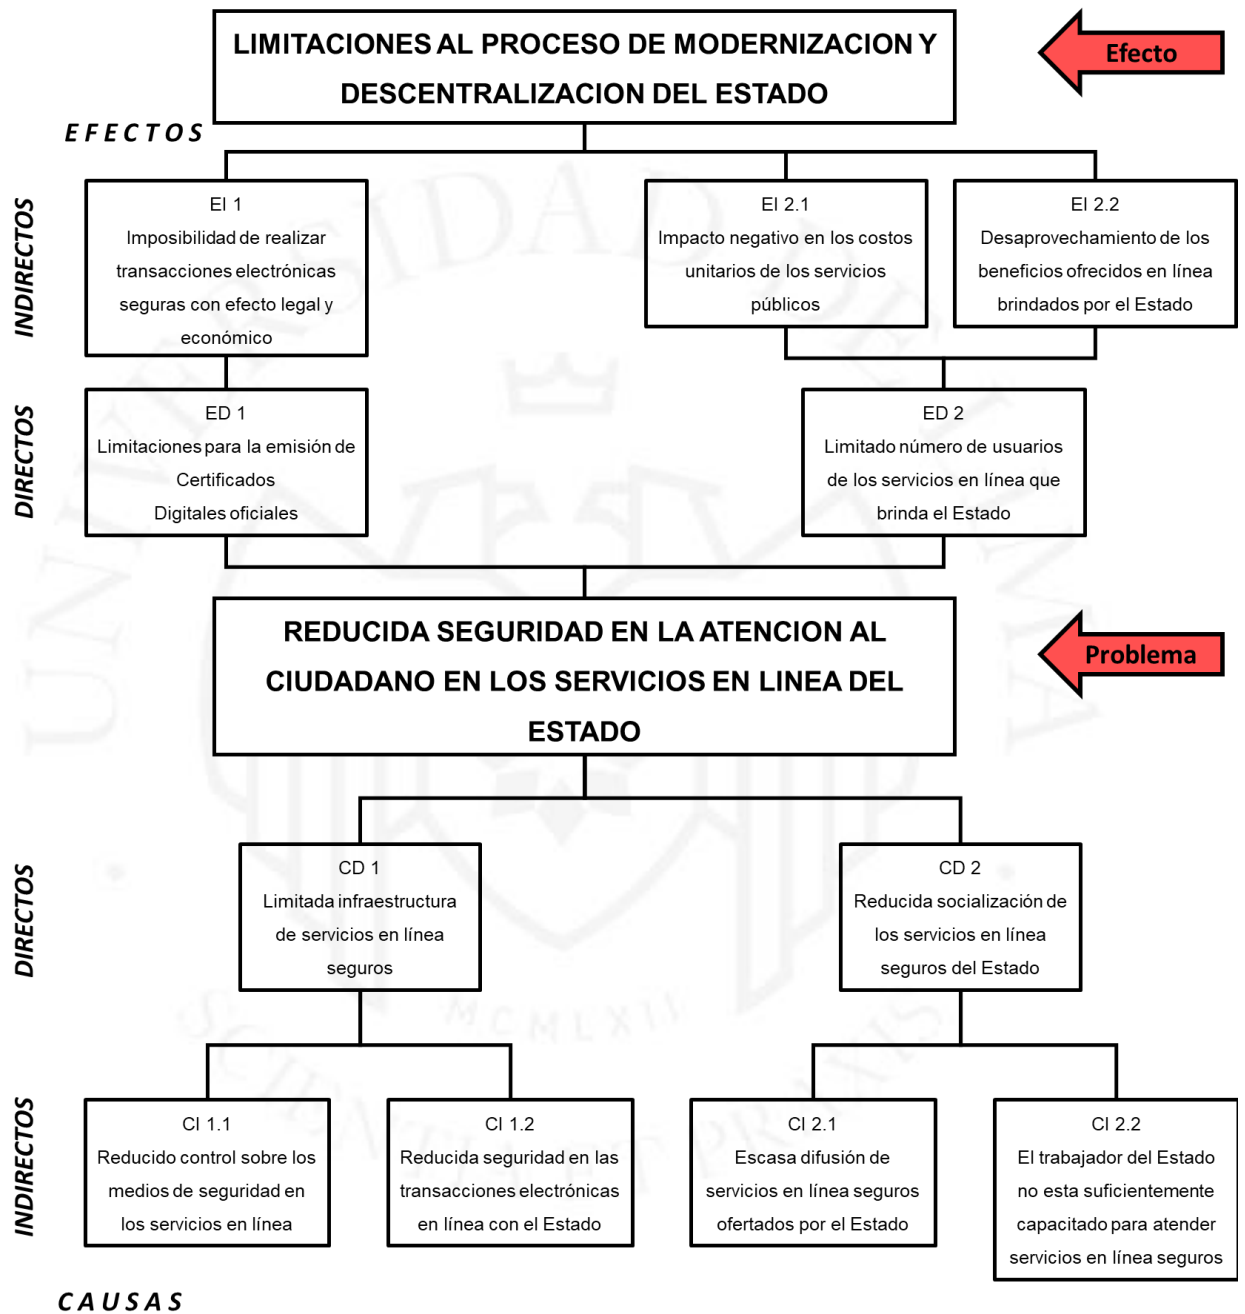 LIMITACIONES AL PROCESO DE MODERNIZACION Y
DESCENTRALIZACION DEL ESTADO
Efecto
EFECTOS
INDIRECTOS
EI 1
Imposibilidad de realizar
transacciones electrónicas
seguras con efecto legal y
económico
EI 2.1
Impacto negativo en los costos
unitarios de los servicios
públicos
EI 2.2
Desaprovechamiento de los
beneficios ofrecidos en línea
brindados por el Estado
DIRECTOS
ED 1
Limitaciones para la emisión de
Certificados
Digitales oficiales
ED 2
Limitado número de usuarios
de los servicios en línea que
brinda el Estado
REDUCIDA SEGURIDAD EN LA ATENCION AL
CIUDADANO EN LOS SERVICIOS EN LINEA DEL
ESTADO
Problema
DIRECTOS
CD 1
Limitada infraestructura
de servicios en línea
seguros
CD 2
Reducida socialización de
los servicios en línea
seguros del Estado
INDIRECTOS
CI 1.1
Reducido control sobre los
medios de seguridad en
los servicios en línea
CI 1.2
Reducida seguridad en las
transacciones electrónicas
en línea con el Estado
CI 2.1
Escasa difusión de
servicios en línea seguros
ofertados por el Estado
CI 2.2
El trabajador del Estado
no esta suficientemente
capacitado para atender
servicios en línea seguros
CAUSAS
UNIVERSIDAD DE LIMA
MCMLXII
SCIENTIA ET PRAXIS